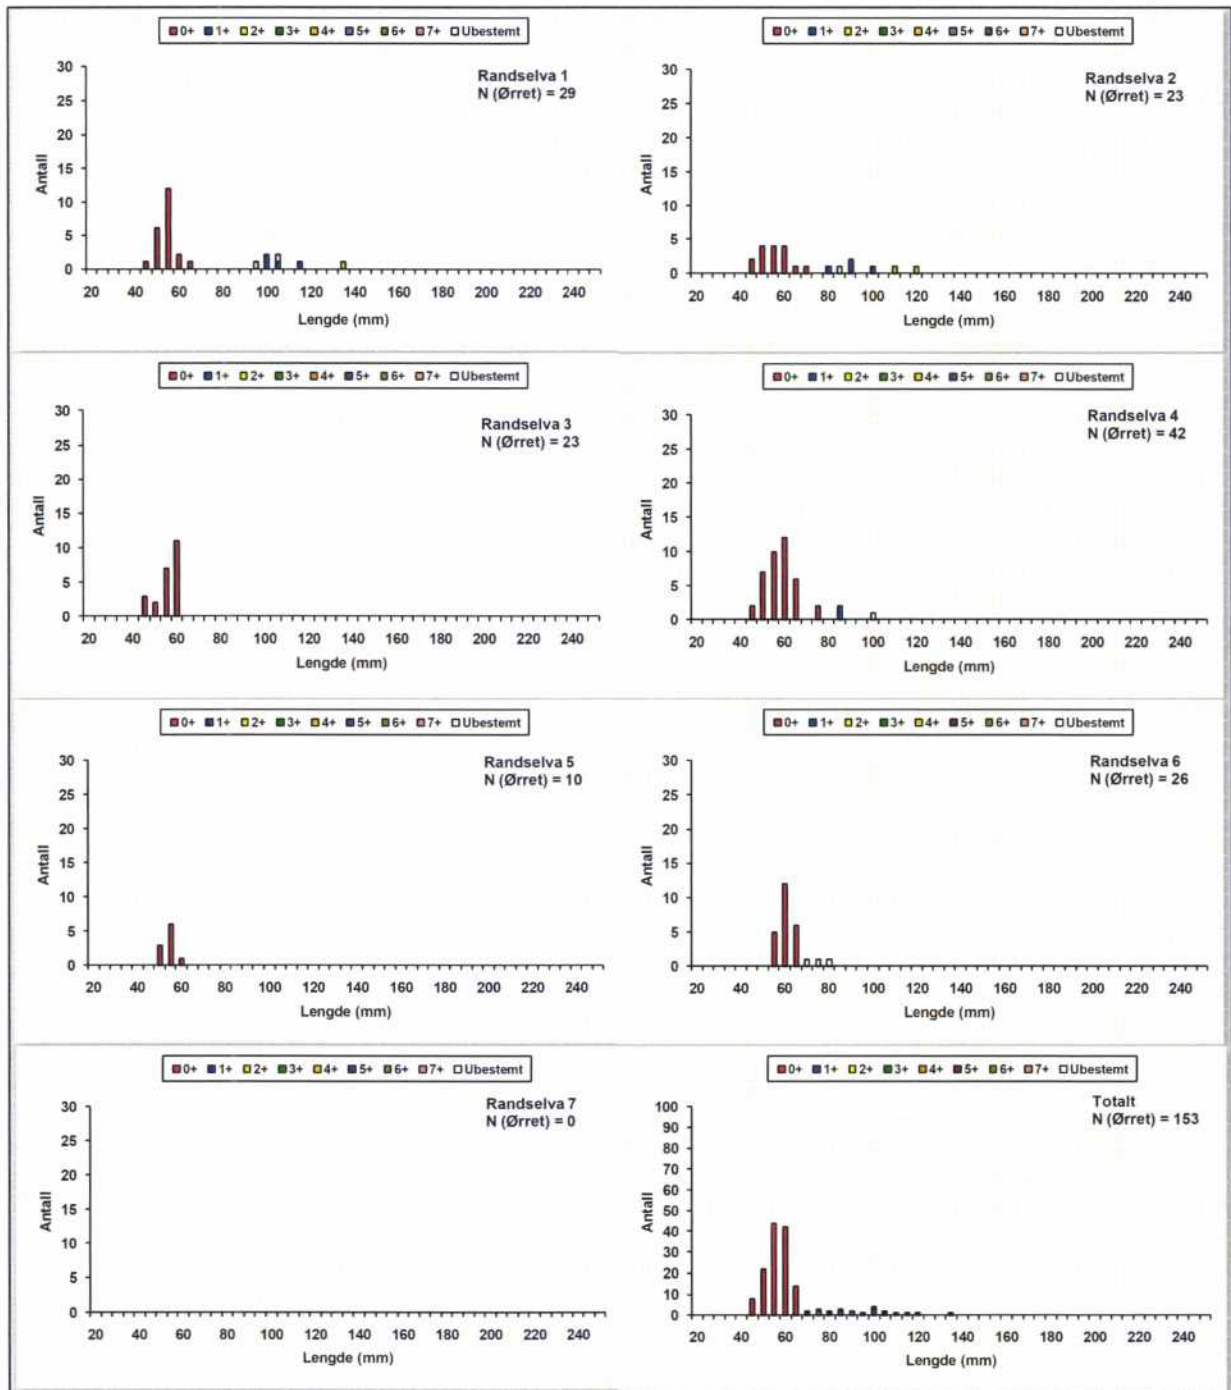 0+ 1+ 2+ 3+ 4+ 5+ 6+ 7+ Ubestemt
Randselva 1
N (Ørret) = 29
30
25
20
15
10
5
0
Antall
20 40 60 80 100 120 140 160 180 200 220 240
Lengde (mm)
0+ 1+ 2+ 3+ 4+ 5+ 6+ 7+ Ubestemt
Randselva 2
N (Ørret) = 23
30
25
20
15
10
5
0
Antall
20 40 60 80 100 120 140 160 180 200 220 240
Lengde (mm)
0+ 1+ 2+ 3+ 4+ 5+ 6+ 7+ Ubestemt
Randselva 3
N (Ørret) = 23
30
25
20
15
10
5
0
Antall
20 40 60 80 100 120 140 160 180 200 220 240
Lengde (mm)
0+ 1+ 2+ 3+ 4+ 5+ 6+ 7+ Ubestemt
Randselva 4
N (Ørret) = 42
30
25
20
15
10
5
0
Antall
20 40 60 80 100 120 140 160 180 200 220 240
Lengde (mm)
0+ 1+ 2+ 3+ 4+ 5+ 6+ 7+ Ubestemt
Randselva 5
N (Ørret) = 10
30
25
20
15
10
5
0
Antall
20 40 60 80 100 120 140 160 180 200 220 240
Lengde (mm)
0+ 1+ 2+ 3+ 4+ 5+ 6+ 7+ Ubestemt
Randselva 6
N (Ørret) = 26
30
25
20
15
10
5
0
Antall
20 40 60 80 100 120 140 160 180 200 220 240
Lengde (mm)
0+ 1+ 2+ 3+ 4+ 5+ 6+ 7+ Ubestemt
Randselva 7
N (Ørret) = 0
30
25
20
15
10
5
0
Antall
20 40 60 80 100 120 140 160 180 200 220 240
Lengde (mm)
0+ 1+ 2+ 3+ 4+ 5+ 6+ 7+ Ubestemt
Totalt
N (Ørret) = 153
100
90
80
70
60
50
40
30
20
10
0
Antall
20 40 60 80 100 120 140 160 180 200 220 240
Lengde (mm)